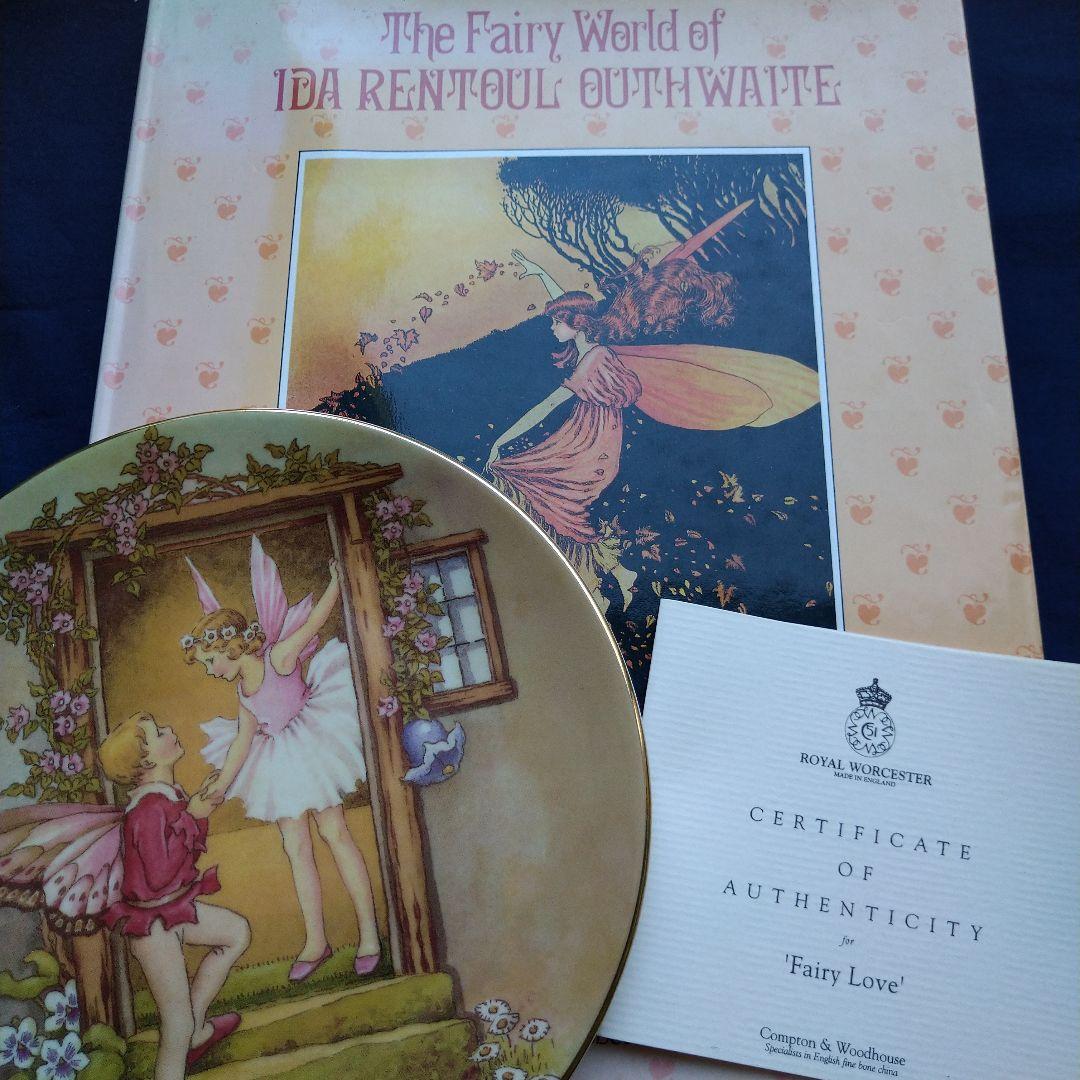 The Fairy World of
IDA RENTOUL OUTHWAITE
51
ROYAL WORCESTER
MADE IN ENGLAND
CERTIFICATE
OF
AUTHENTICITY
for
'Fairy Love'
Compton & Woodhouse
Specialists in English fine bone china